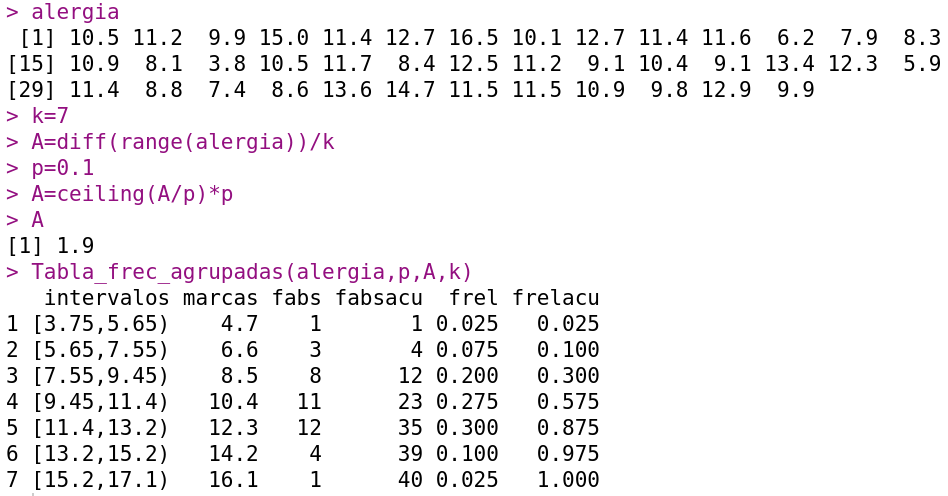 > alergia
 [1] 10.5 11.2  9.9 15.0 11.4 12.7 16.5 10.1 12.7 11.4 11.6  6.2  7.9  8.3
[15] 10.9  8.1  3.8 10.5 11.7  8.4 12.5 11.2  9.1 10.4  9.1 13.4 12.3  5.9
[29] 11.4  8.8  7.4  8.6 13.6 14.7 11.5 11.5 10.9  9.8 12.9  9.9
> k=7
> A=diff(range(alergia))/k
> p=0.1
> A=ceiling(A/p)*p
> A
[1] 1.9
> Tabla_frec_agrupadas(alergia,p,A,k)
   intervalos marcas fabs fabsacu  frel frelacu
1 [3.75,5.65)    4.7    1       1 0.025   0.025
2 [5.65,7.55)    6.6    3       4 0.075   0.100
3 [7.55,9.45)    8.5    8      12 0.200   0.300
4 [9.45,11.4)   10.4   11      23 0.275   0.575
5 [11.4,13.2)   12.3   12      35 0.300   0.875
6 [13.2,15.2)   14.2    4      39 0.100   0.975
7 [15.2,17.1)   16.1    1      40 0.025   1.000